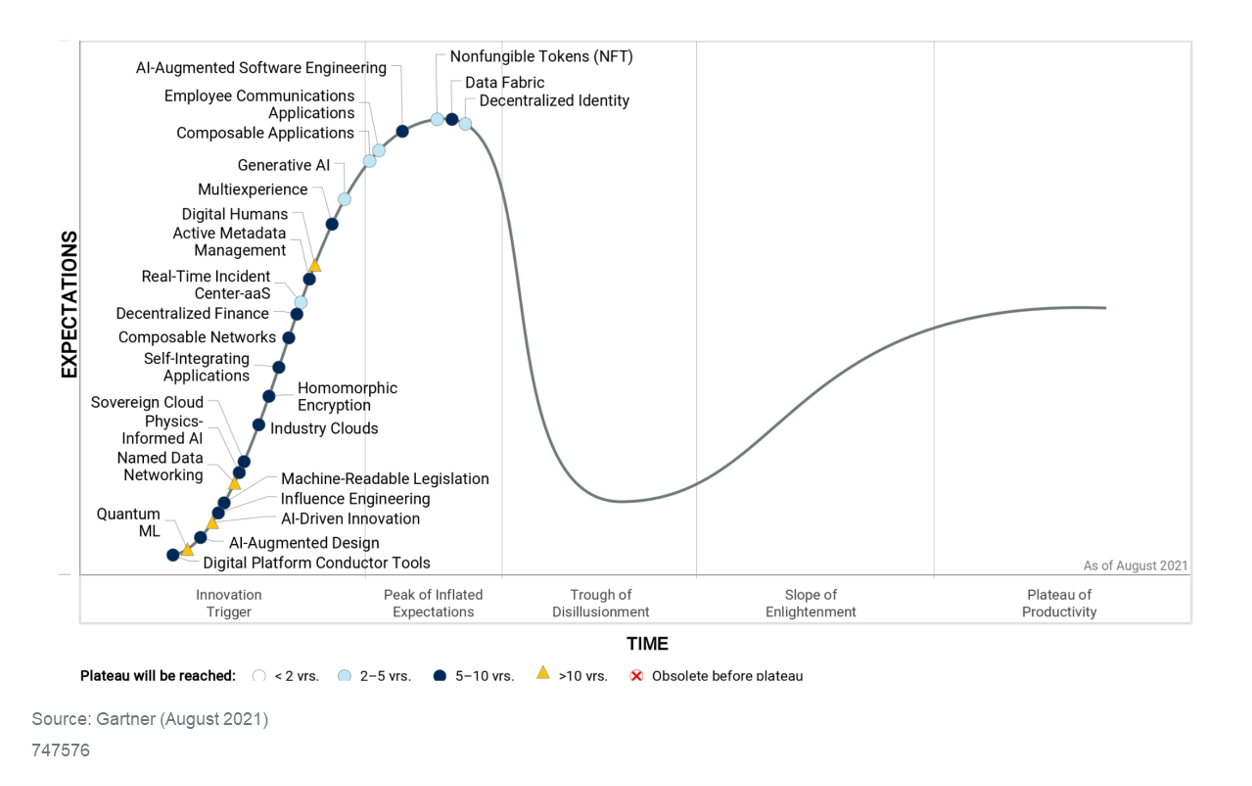 Nonfungible Tokens (NFT)
AI-Augmented Software Engineering
Data Fabric
Employee Communications
Applications
Decentralized Identity
Composable Applications
Generative AI
Multiexperience
Digital Humans
Active Metadata
Management
Real-Time Incident
Center-aaS
Decentralized Finance
Composable Networks
Self-Integrating
Applications
Homomorphic
Encryption
Sovereign Cloud
Physics-
Informed AI
Industry Clouds
Named Data
Networking
Machine-Readable Legislation
Influence Engineering
Quantum
ML
AI-Driven Innovation
AI-Augmented Design
Digital Platform Conductor Tools
EXPECTATIONS
As of August 2021
Innovation
Trigger
Peak of Inflated
Expectations
Trough of
Disillusionment
Slope of
Enlightenment
Plateau of
Productivity
TIME
Plateau will be reached: < 2 yrs. 2–5 yrs. 5–10 yrs. >10 yrs. Obsolete before plateau
Source: Gartner (August 2021)
747576